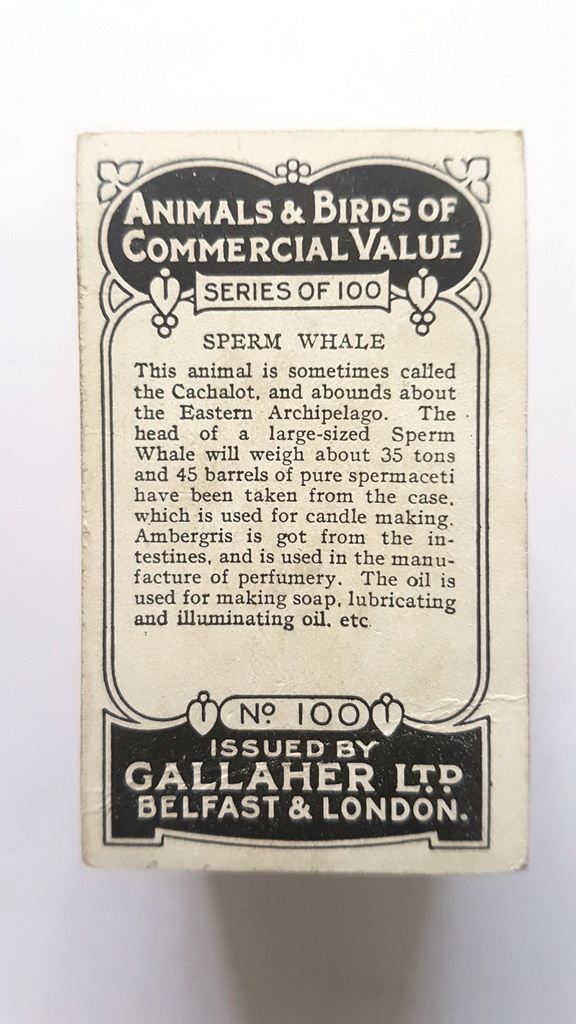 ANIMALS & BIRDS OF
COMMERCIAL VALUE
SERIES OF 100
SPERM WHALE
This animal is sometimes called
the Cachalot, and abounds about
the Eastern Archipelago. The
head of a large-sized Sperm
Whale will weigh about 35 tons
and 45 barrels of pure spermaceti
have been taken from the case,
which is used for candle making.
Ambergris is got from the in-
testines, and is used in the manu-
facture of perfumery. The oil is
used for making soap, lubricating
and illuminating oil, etc
Nº 100
ISSUED BY
GALLAHER LTD
BELFAST & LONDON.